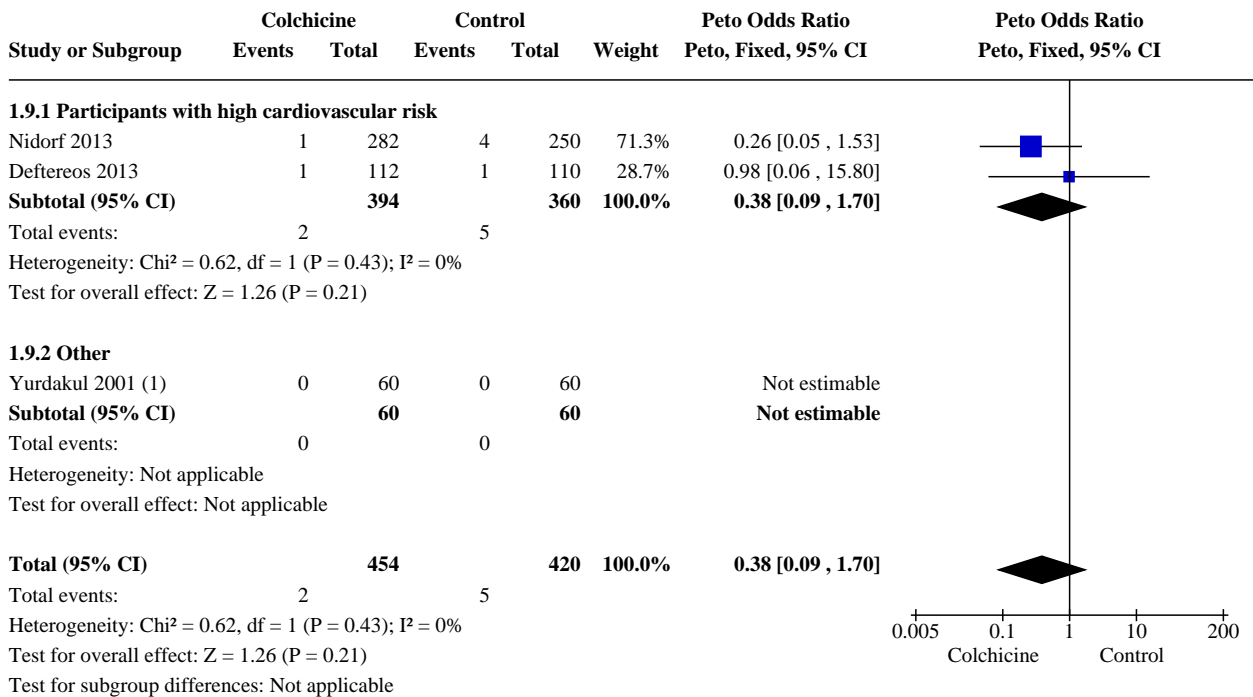 Colchicine Control Peto Odds Ratio Peto Odds Ratio
Study or Subgroup Events Total Events Total Weight Peto, Fixed, 95% CI Peto, Fixed, 95% CI
1.9.1 Participants with high cardiovascular risk
Nidorf 2013 1 282 4 250 71.3% 0.26 [0.05 , 1.53]
Deftereos 2013 1 112 1 110 28.7% 0.98 [0.06 , 15.80]
Subtotal (95% CI) 394 360 100.0% 0.38 [0.09 , 1.70]
Total events: 2 5
Heterogeneity: Chi² = 0.62, df = 1 (P = 0.43); I² = 0%
Test for overall effect: Z = 1.26 (P = 0.21)
1.9.2 Other
Yurdakul 2001 (1) 0 60 0 60 Not estimable
Subtotal (95% CI) 60 60 Not estimable
Total events: 0 0
Heterogeneity: Not applicable
Test for overall effect: Not applicable
Total (95% CI) 454 420 100.0% 0.38 [0.09 , 1.70]
Total events: 2 5
Heterogeneity: Chi² = 0.62, df = 1 (P = 0.43); I² = 0% 0.005 0.1 1 10 200
Test for overall effect: Z = 1.26 (P = 0.21) Colchicine Control
Test for subgroup differences: Not applicable